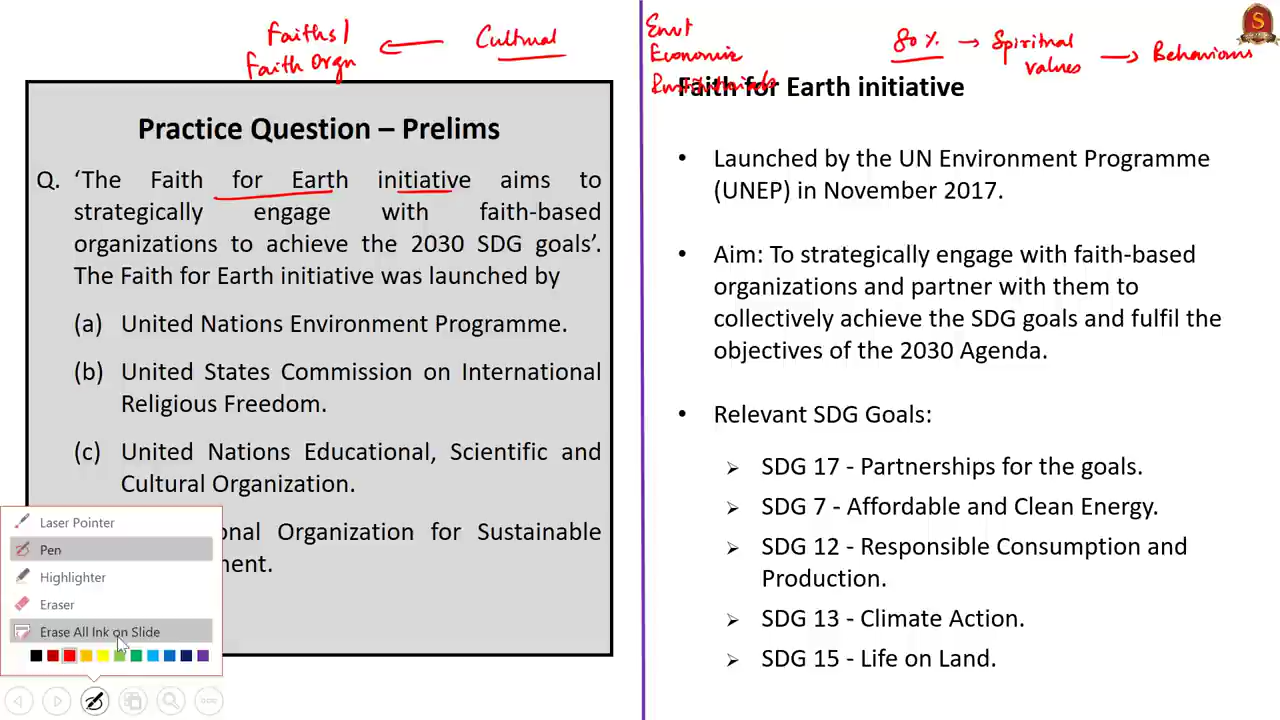 Faiths/
Faith Orgn
Cultural
Envt
Economic
80 %. → Spiritual
values → Behaviours
Practice Question – Prelims
Q. ‘The Faith for Earth initiative aims to
strategically engage with faith-based
organizations to achieve the 2030 SDG goals’.
The Faith for Earth initiative was launched by
(a) United Nations Environment Programme.
(b) United States Commission on International
Religious Freedom.
(c) United Nations Educational, Scientific and
Cultural Organization.
onal Organization for Sustainable
ment.
Laser Pointer
Pen
Highlighter
Eraser
Erase All Ink on Slide
Faith for Earth initiative
• Launched by the UN Environment Programme
(UNEP) in November 2017.
• Aim: To strategically engage with faith-based
organizations and partner with them to
collectively achieve the SDG goals and fulfil the
objectives of the 2030 Agenda.
• Relevant SDG Goals:
➢ SDG 17 - Partnerships for the goals.
➢ SDG 7 - Affordable and Clean Energy.
➢ SDG 12 - Responsible Consumption and
Production.
➢ SDG 13 - Climate Action.
➢ SDG 15 - Life on Land.
S